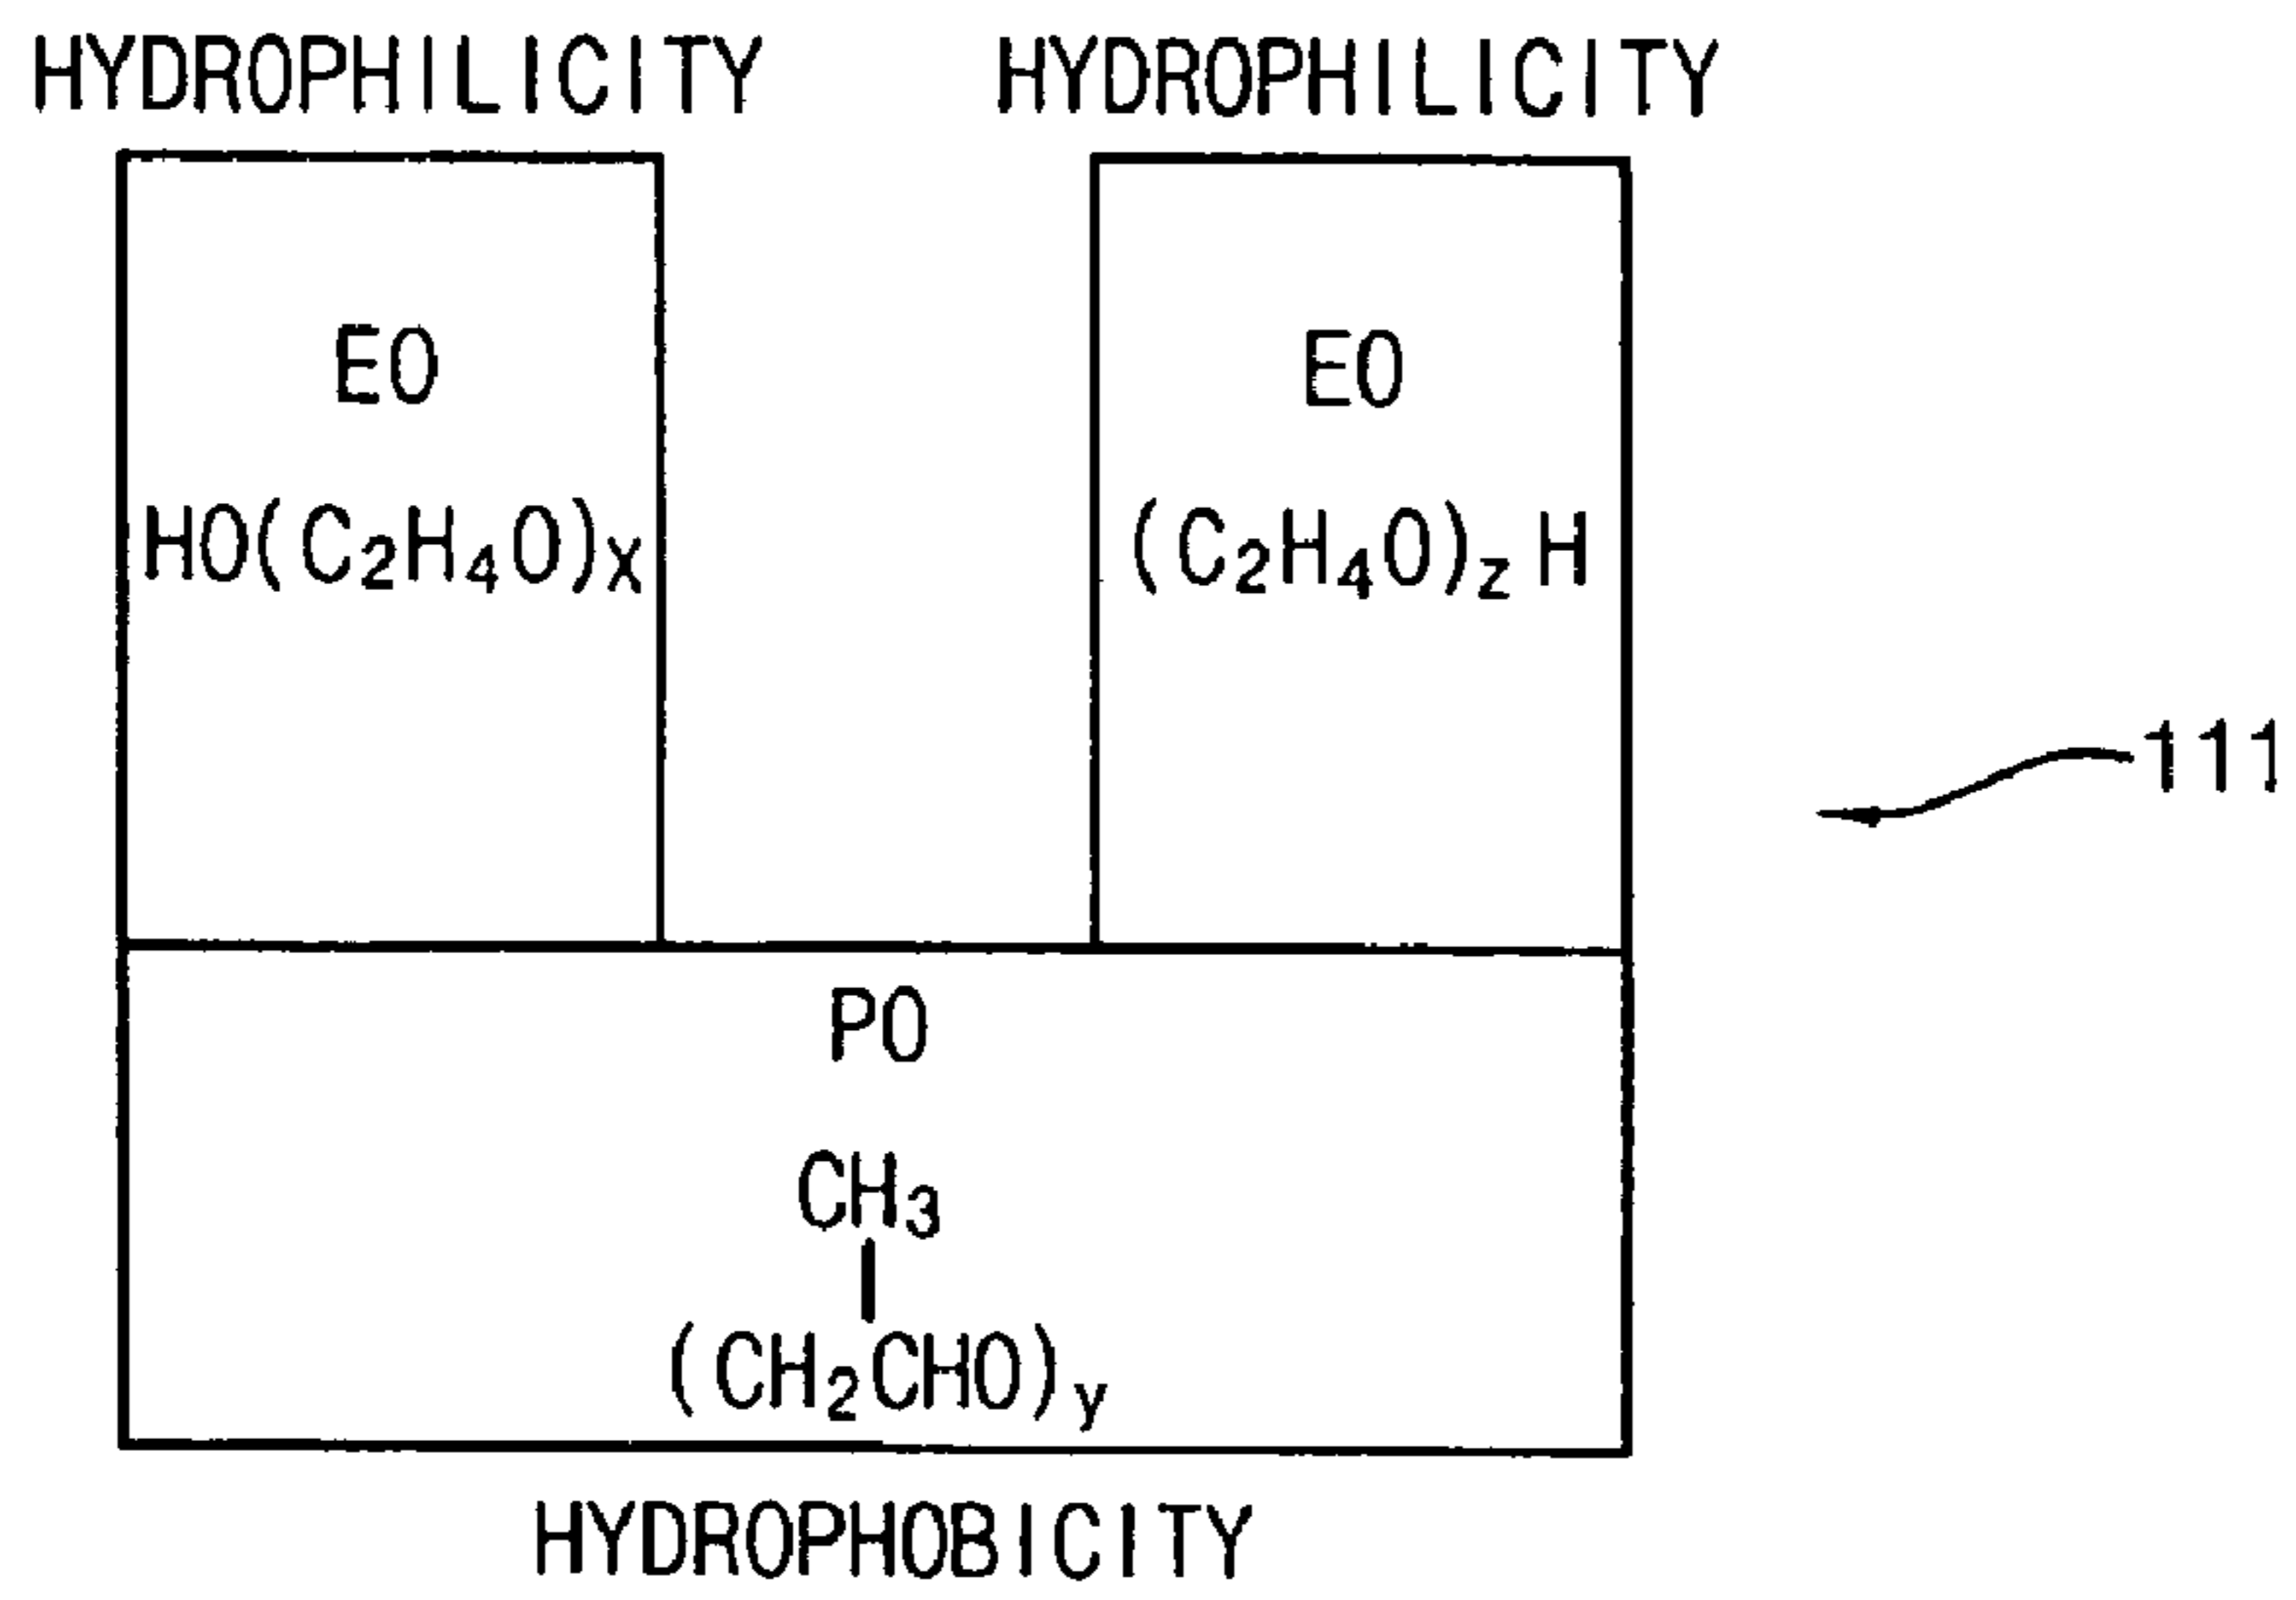 HYDROPHILICITY HYDROPHILICITY
EO EO
HO(C₂H₄O)ₓ (C₂H₄O)z H
111
PO
CH₃
(CH₂CHO)y
HYDROPHOBICITY